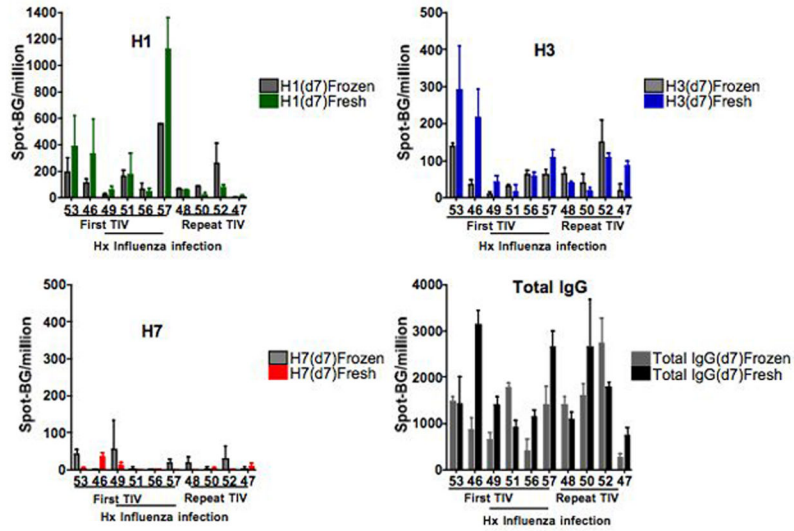 H1
Spot-BG/million
1400
1200
1000
800
600
400
200
0
H1(d7)Frozen
H1(d7)Fresh
53 46 49 51 56 57 48 50 52 47
First TIV Repeat TIV
Hx Influenza infection
H3
Spot-BG/million
500
400
300
200
100
0
H3(d7)Frozen
H3(d7)Fresh
53 46 49 51 56 57 48 50 52 47
First TIV Repeat TIV
Hx Influenza infection
H7
Spot-BG/million
500
400
300
200
100
0
H7(d7)Frozen
H7(d7)Fresh
53 46 49 51 56 57 48 50 52 47
First TIV Repeat TIV
Hx Influenza infection
Total IgG
Spot-BG/million
4000
3000
2000
1000
0
Total IgG(d7)Frozen
Total IgG(d7)Fresh
53 46 49 51 56 57 48 50 52 47
First TIV Repeat TIV
Hx Influenza infection